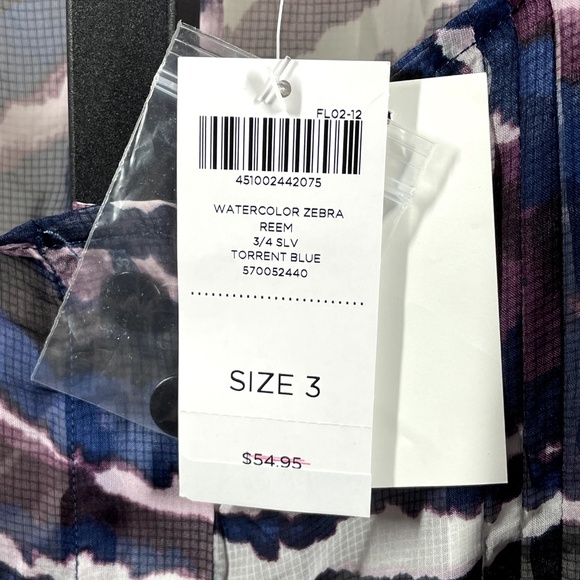 FL02-12
451002442075
WATERCOLOR ZEBRA
REEM
3/4 SLV
TORRENT BLUE
570052440
SIZE 3
$54.95